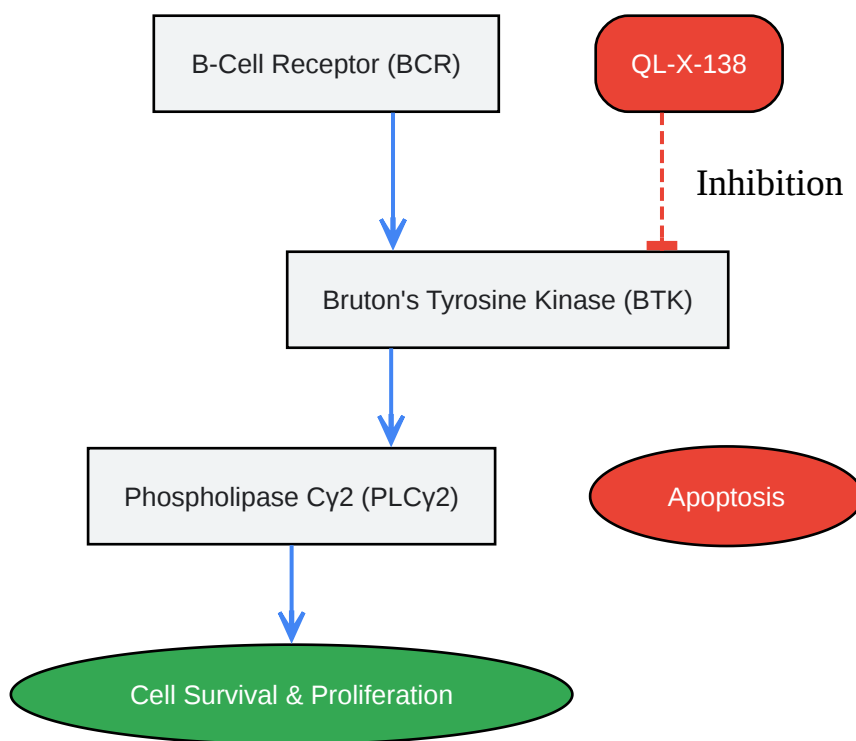 B-Cell Receptor (BCR)
QL-X-138
Inhibition
Bruton's Tyrosine Kinase (BTK)
Phospholipase Cγ2 (PLCγ2)
Apoptosis
Cell Survival & Proliferation